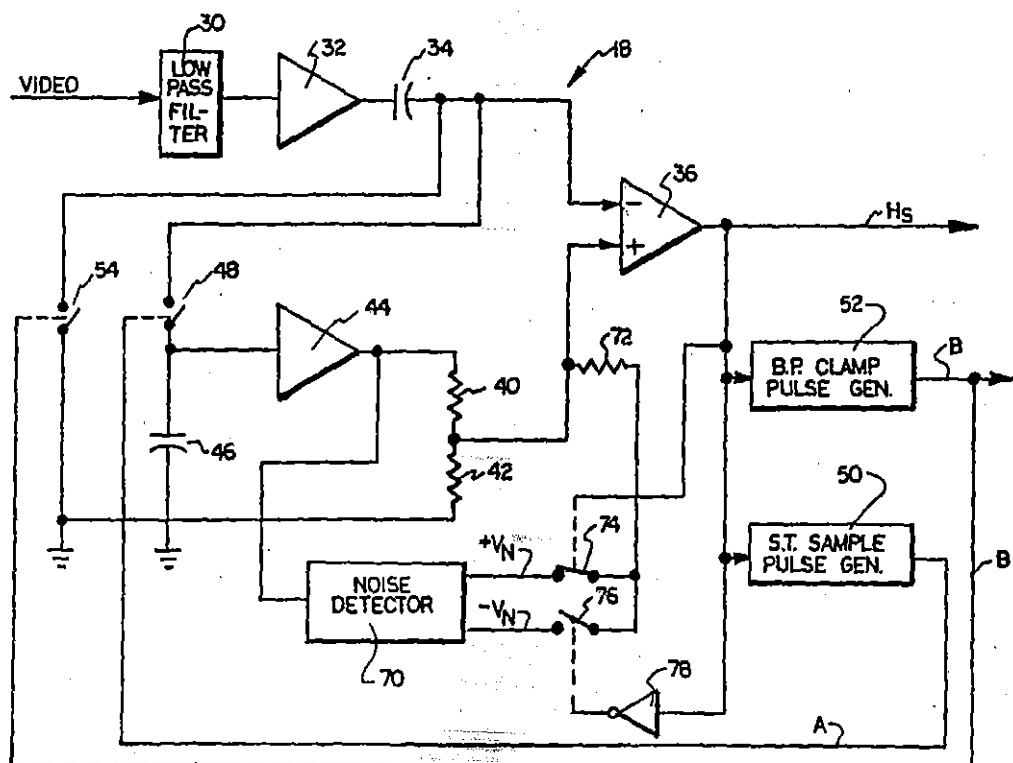 30
32
34
18
VIDEO
LOW
PASS
FIL-
TER
36
−
+
HS
54
48
44
72
52
B.P. CLAMP
PULSE GEN.
B
40
46
42
50
S.T. SAMPLE
PULSE GEN.
B
+VN
74
NOISE
DETECTOR
76
−VN
70
78
A